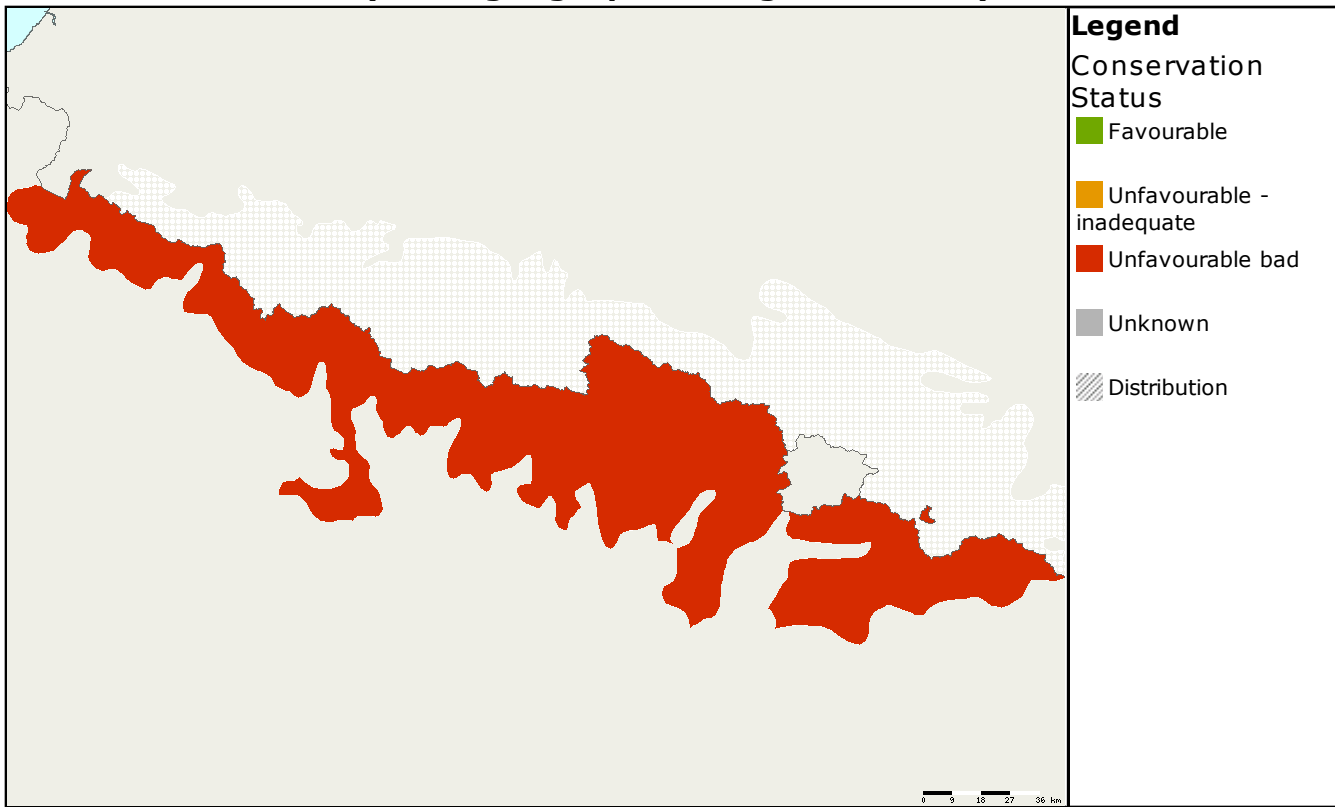 Legend
Conservation
Status
Favourable
Unfavourable -
inadequate
Unfavourable bad
Unknown
Distribution
0 9 18 27 36 km